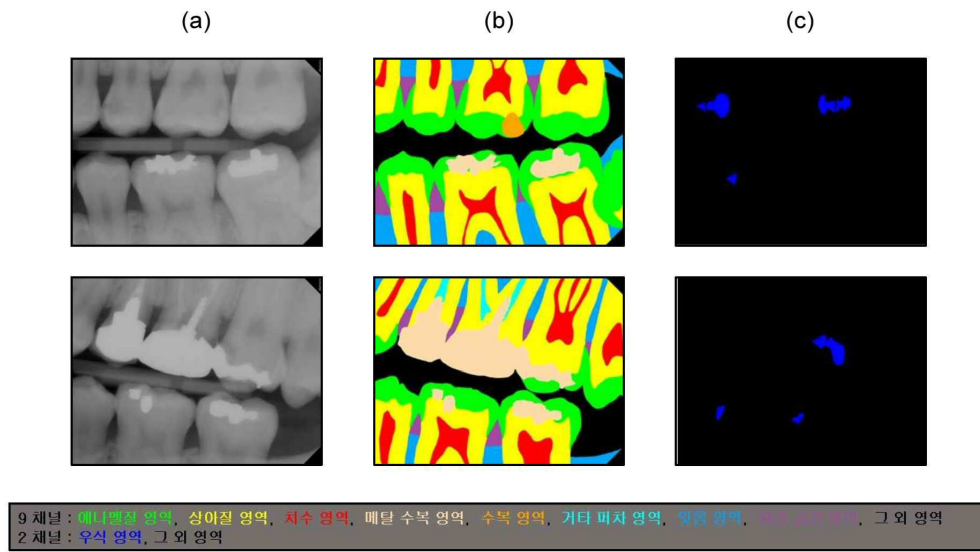 (a) (b) (c)
9 채널 : 에나멜질 영역, 상아질 영역, 치수 영역, 메탈 수복 영역, 수복 영역, 거타 퍼차 영역, 잇몸 영역, 영역, 그 외 영역
2 채널 : 우식 영역, 그 외 영역